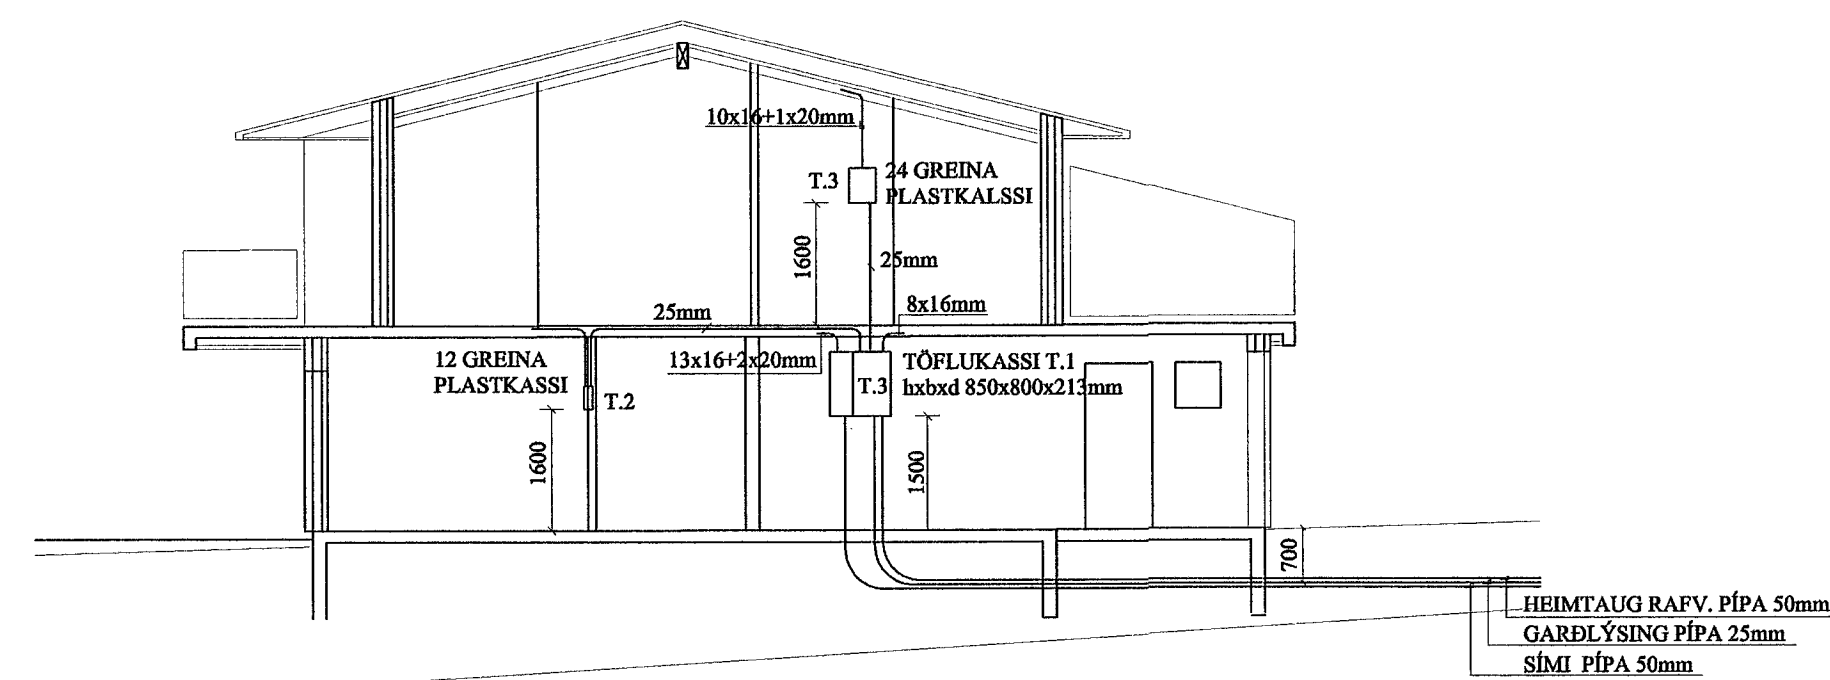 10x16+1x20mm
T.3
24 GREINA
PLASTKALSSI
1600
25mm
8x16mm
25mm
13x16+2x20mm
12 GREINA
PLASTKASSI
T.2
T.3
TÖFLUKASSI T.1
hxbxd 850x800x213mm
1600
1500
700
HEIMTAUG RAFV. PÍPA 50mm
GARÐLÝSING PÍPA 25mm
SÍMI PÍPA 50mm